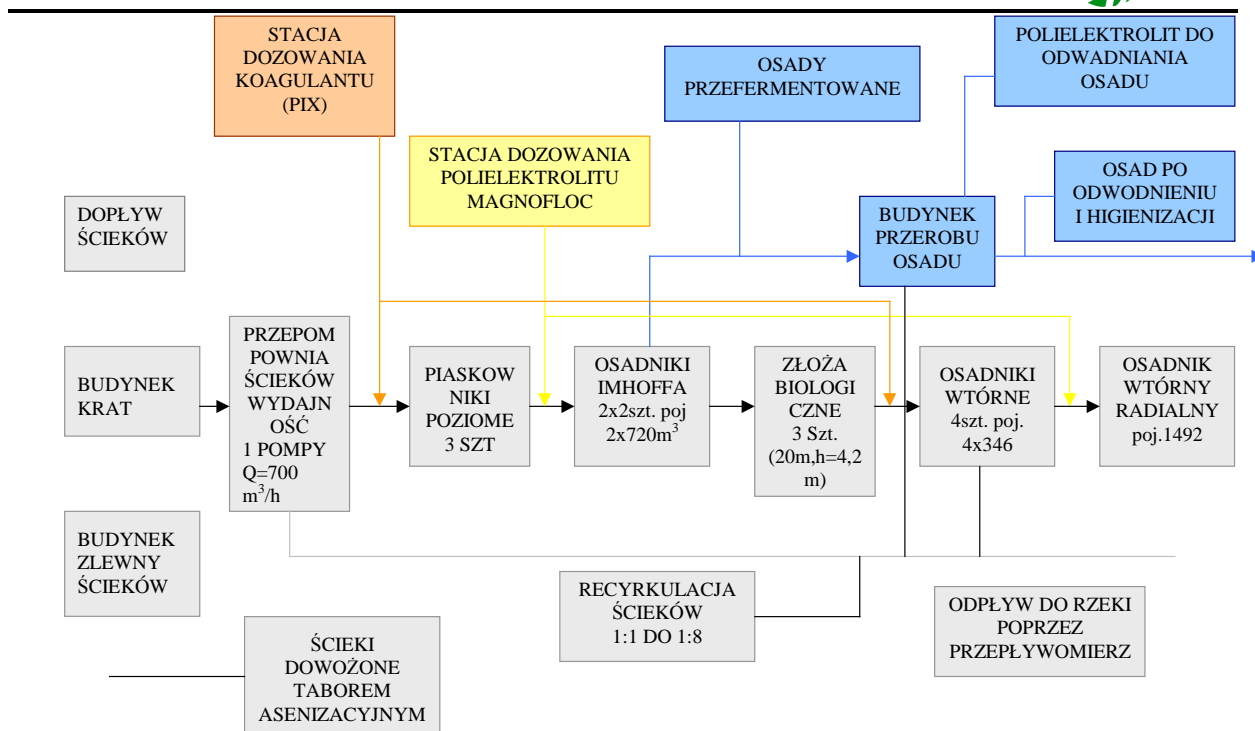 STACJA
DOZOWANIA
KOAGULANTU
(PIX)
OSADY
PRZEFERMENTOWANE
POLIELEKTROLIT DO
ODWADNIANIA
OSADU
STACJA DOZOWANIA
POLIELEKTROLITU
MAGNOFLOC
OSAD PO
ODWODNIENIU
I HIGIENIZACJI
DOPŁYW
ŚCIEKÓW
BUDYNEK
PRZEROBU
OSADU
BUDYNEK
KRAT
PRZEPOM
POWNIA
ŚCIEKÓW
WYDAJN
OŚĆ
1 POMPY
Q=700
m³/h
PIASKOW
NIKI
POZIOME
3 SZT
OSADNIKI
IMHOFFA
2x2szt. poj
2x720m³
ZŁOŻA
BIOLOGI
CZNE
3 Szt.
(20m,h=4,2
m)
OSADNIKI
WTÓRNE
4szt. poj.
4x346
OSADNIK
WTÓRNY
RADIALNY
poj.1492
BUDYNEK
ZLEWNY
ŚCIEKÓW
RECYRKULACJA
ŚCIEKÓW
1:1 DO 1:8
ODPŁYW DO RZEKI
POPRZEZ
PRZEPŁYWOMIERZ
ŚCIEKI
DOWOŻONE
TABOREM
ASENIZACYJNYM